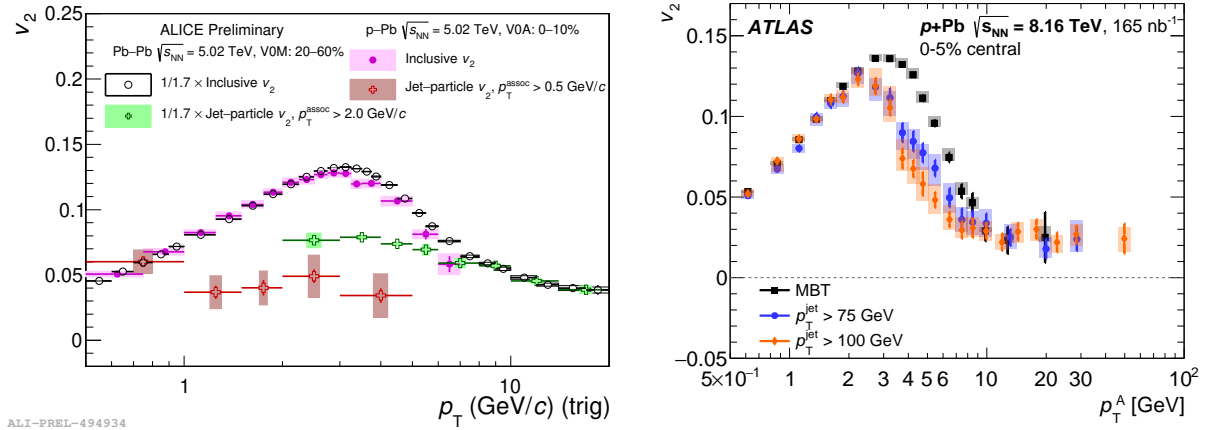 ALICE Preliminary
Pb–Pb √sNN = 5.02 TeV, V0M: 20–60%
1/1.7 × Inclusive v2
1/1.7 × Jet–particle v2, pTassoc > 2.0 GeV/c
p–Pb √sNN = 5.02 TeV, V0A: 0–10%
Inclusive v2
Jet–particle v2, pTassoc > 0.5 GeV/c
v2
0.25
0.2
0.15
0.1
0.05
0
1
10
pT (GeV/c) (trig)
ALI-PREL-494934
ATLAS
p+Pb √sNN = 8.16 TeV, 165 nb-1
0-5% central
v2
0.15
0.1
0.05
0
−0.05
MBT
pTjet > 75 GeV
pTjet > 100 GeV
5×10−1 1 2 3 4 5 6 10 20 30 102
pTA [GeV]